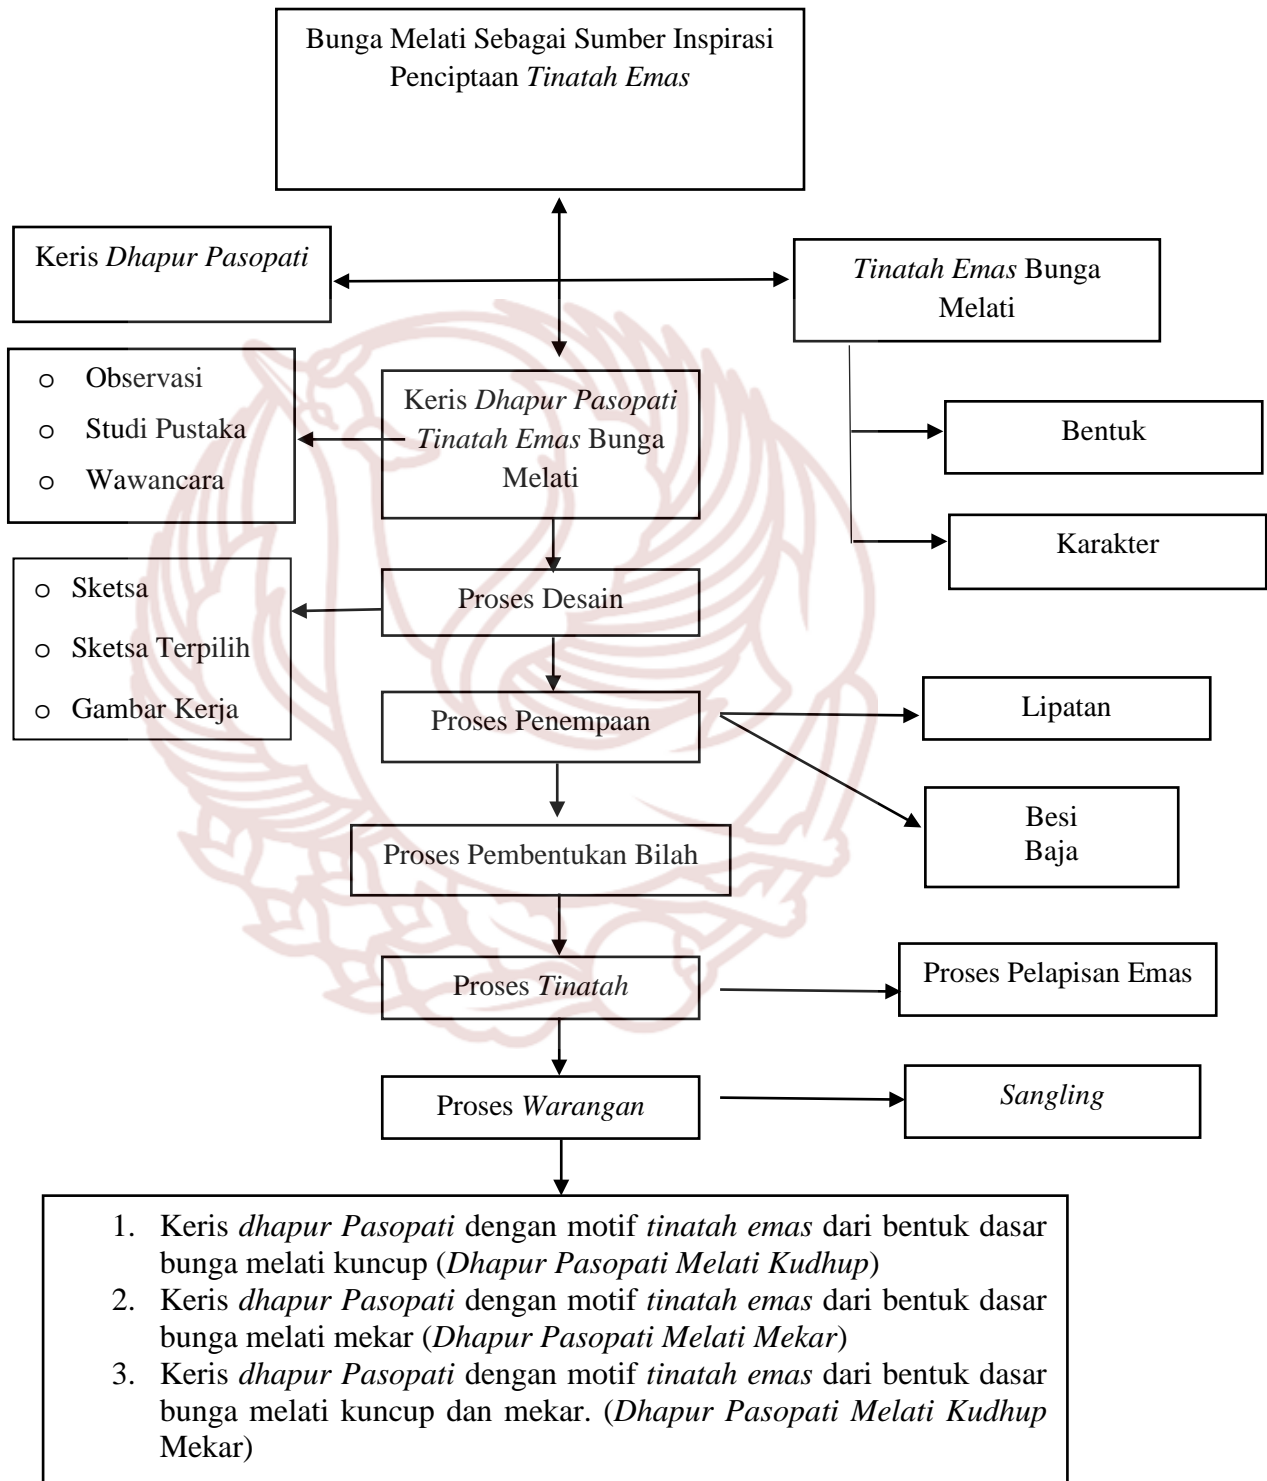 Bunga Melati Sebagai Sumber Inspirasi
Penciptaan Tinatah Emas
Keris Dhapur Pasopati
Tinatah Emas Bunga
Melati
o Observasi
o Studi Pustaka
o Wawancara
Keris Dhapur Pasopati
Tinatah Emas Bunga
Melati
Bentuk
Karakter
o Sketsa
o Sketsa Terpilih
o Gambar Kerja
Proses Desain
Proses Penempaan
Lipatan
Besi
Baja
Proses Pembentukan Bilah
Proses Tinatah
Proses Pelapisan Emas
Proses Warangan
Sangling
1. Keris dhapur Pasopati dengan motif tinatah emas dari bentuk dasar
bunga melati kuncup (Dhapur Pasopati Melati Kudhup)
2. Keris dhapur Pasopati dengan motif tinatah emas dari bentuk dasar
bunga melati mekar (Dhapur Pasopati Melati Mekar)
3. Keris dhapur Pasopati dengan motif tinatah emas dari bentuk dasar
bunga melati kuncup dan mekar. (Dhapur Pasopati Melati Kudhup
Mekar)